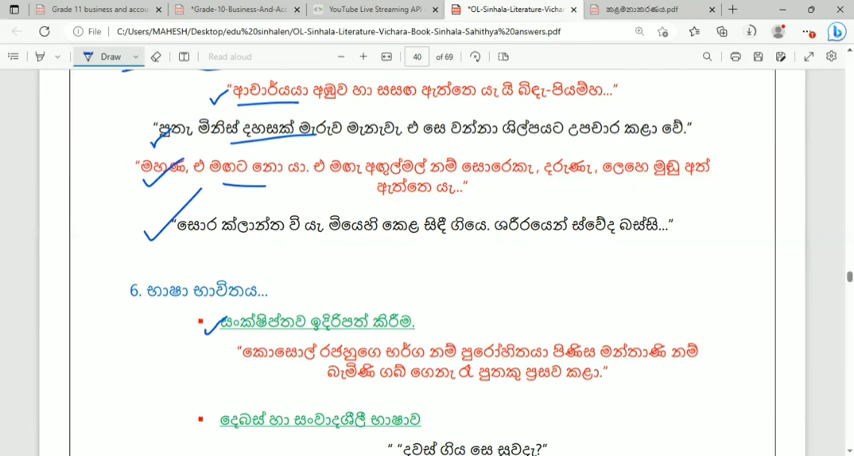 Grade 11 business and accou
*Grade-10-Business-And-Acc
YouTube Live Streaming API
*OL-Sinhala-Literature-Vichara-
කළමනාකරණය.pdf
File
C:/Users/MAHESH/Desktop/edu%20sinhalen/OL-Sinhala-Literature-Vichara-Book-Sinhala-Sahithya%20answers.pdf
Draw
Read aloud
40 of 69
“ආචාර්යයා අඹුව හා සසඟ ඇත්තෙ යැ යි බිඳැ-පියම්හ...”
“පුතැ, මිනිස් දහසක් මැරුව මැනැවැ, ඒ සෙ වන්නා ශිල්පයට උපචාර කළා වේ.”
“මහණ, එ මඟට නො යා. එ මඟැ අඟුල්මල් නම් සොරෙකැ , දරුණැ , ලෙහෙ මුඩු අත්
ඇත්තෙ යැ...”
“සොර ක්ලාන්ත වි යැ, මියෙහි කෙළ සිඳී ගියෙ. ශරීරයෙන් ස්වේද බස්සි...”
6. භාෂා භාවිතය...
සංක්ෂිප්තව ඉදිරිපත් කිරීම.
“කොසොල් රජහුගෙ භර්ග නම් පුරෝහිතයා පිණිස මන්තාණි නම්
බැමිණි ගබ් ගෙනැ රෑ පුතකු ප්‍රසව කළා.”
දෙබස් හා සංවාදශීලී භාෂාව
“ “දවස් ගිය සෙ සුවදැ?”